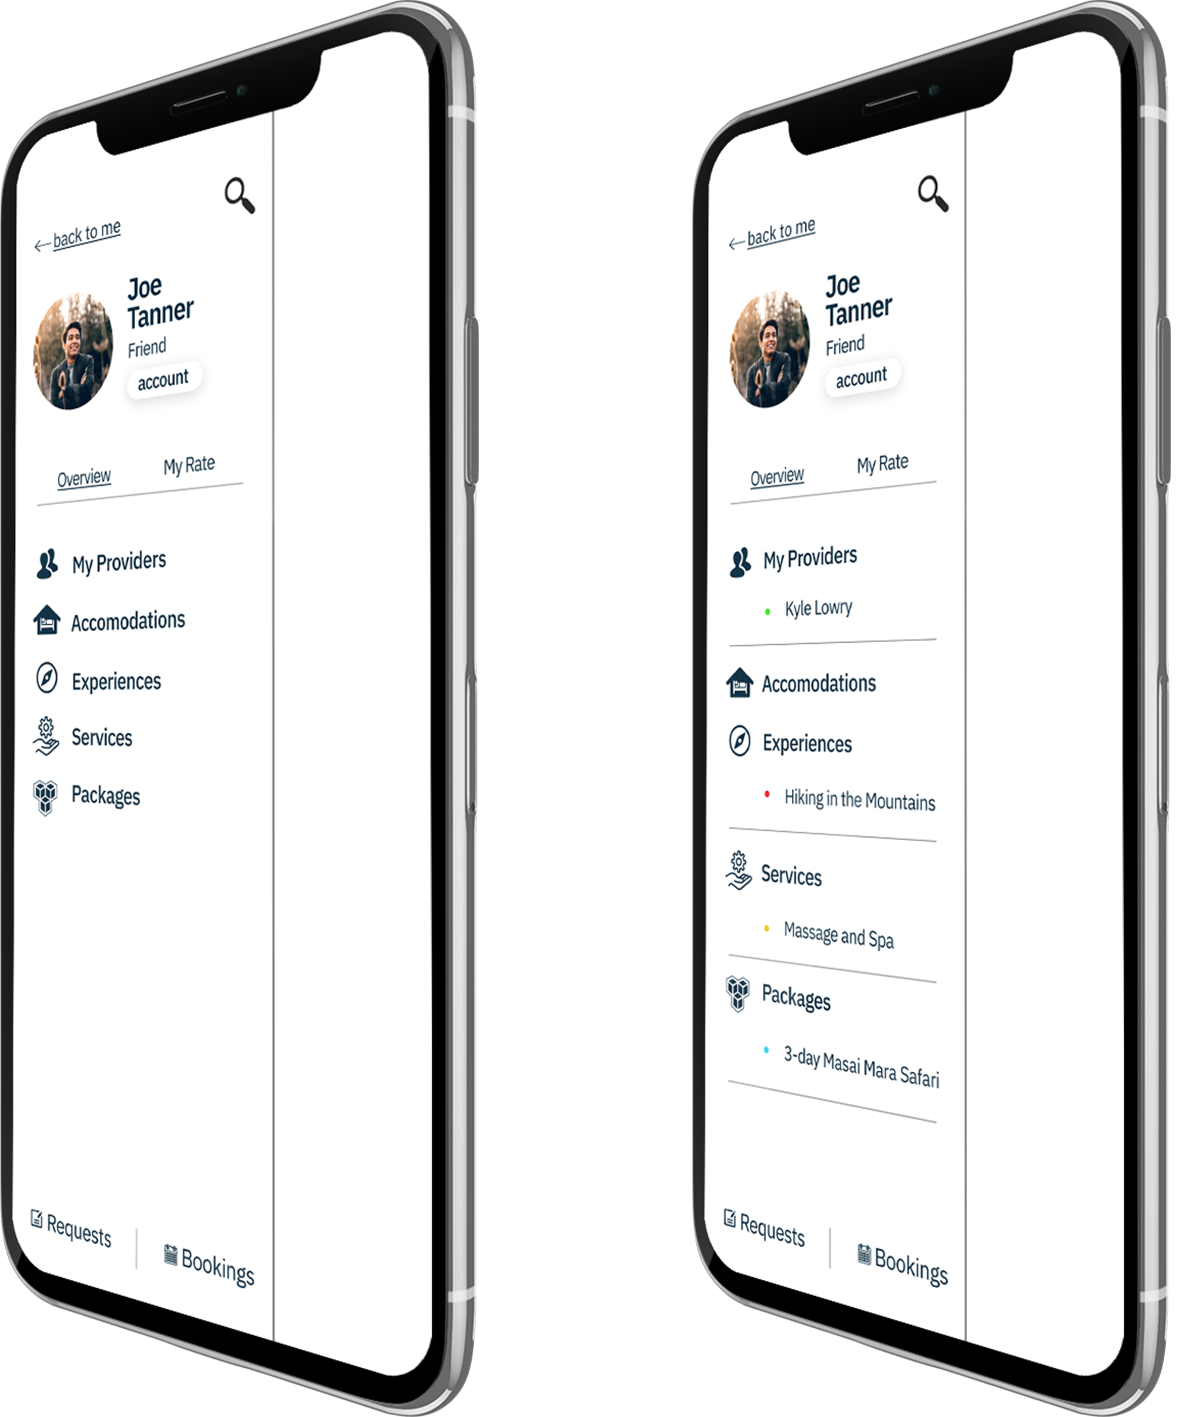 back to me
Joe
Tanner
Friend
account
Overview
My Rate
My Providers
Accomodations
Experiences
Services
Packages
Requests
Bookings
back to me
Joe
Tanner
Friend
account
Overview
My Rate
My Providers
Kyle Lowry
Accomodations
Experiences
Hiking in the Mountains
Services
Massage and Spa
Packages
3-day Masai Mara Safari
Requests
Bookings